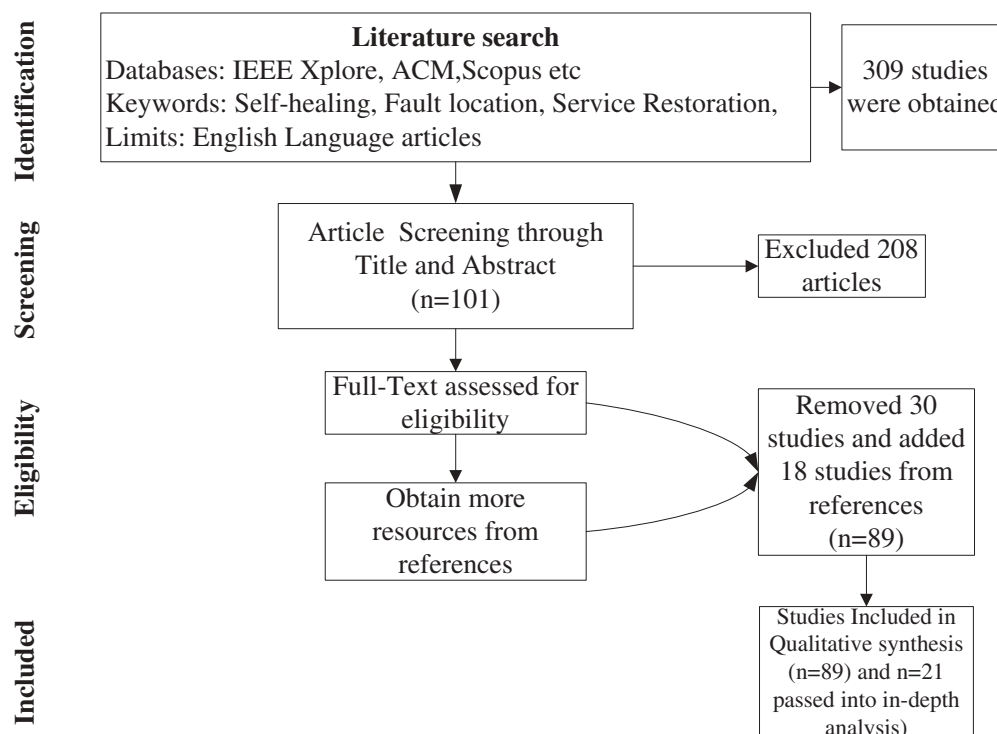 Identification
Literature search
Databases: IEEE Xplore, ACM,Scopus etc
Keywords: Self-healing, Fault location, Service Restoration,
Limits: English Language articles
309 studies
were obtained
Screening
Article Screening through
Title and Abstract
(n=101)
Excluded 208
articles
Eligibility
Full-Text assessed for
eligibility
Obtain more
resources from
references
Removed 30
studies and added
18 studies from
references
(n=89)
Included
Studies Included in
Qualitative synthesis
(n=89) and n=21
passed into in-depth
analysis)